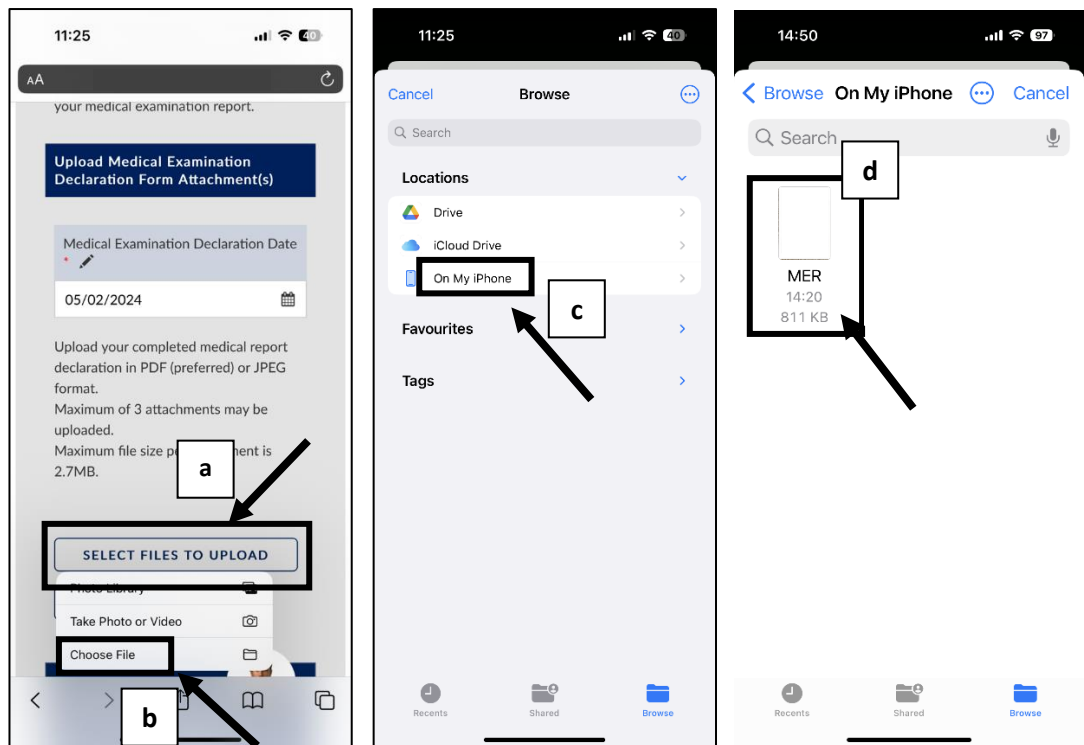 11:25
40
AA
your medical examination report.
Upload Medical Examination
Declaration Form Attachment(s)
Medical Examination Declaration Date
*
05/02/2024
Upload your completed medical report
declaration in PDF (preferred) or JPEG
format.
Maximum of 3 attachments may be
uploaded.
Maximum file size is
2.7MB.
a
SELECT FILES TO UPLOAD
Photo Library
Take Photo or Video
Choose File
b
11:25
40
Cancel
Browse
Search
Locations
Drive
iCloud Drive
On My iPhone
c
Favourites
Tags
Recents
Shared
Browse
14:50
97
Browse
On My iPhone
Cancel
Search
d
MER
14:20
811 KB
Recents
Shared
Browse